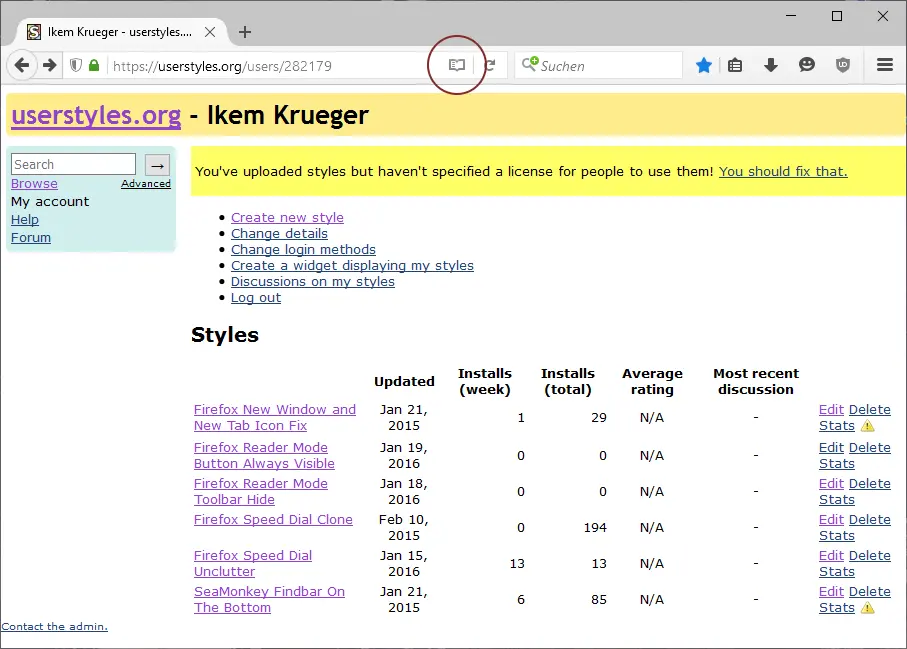 Ikem Krueger - userstyles....
https://userstyles.org/users/282179
Suchen
userstyles.org - Ikem Krueger
Search →
Browse Advanced
My account
Help
Forum
You've uploaded styles but haven't specified a license for people to use them! You should fix that.
Create new style
Change details
Change login methods
Create a widget displaying my styles
Discussions on my styles
Log out
Styles
Updated Installs (week) Installs (total) Average rating Most recent discussion
Firefox New Window and Jan 21, 1 29 N/A - Edit Delete
New Tab Icon Fix 2015 Stats
Firefox Reader Mode Jan 19, 0 0 N/A - Edit Delete
Button Always Visible 2016 Stats
Firefox Reader Mode Jan 18, 0 0 N/A - Edit Delete
Toolbar Hide 2016 Stats
Firefox Speed Dial Clone Feb 10, 0 194 N/A - Edit Delete
2015 Stats
Firefox Speed Dial Jan 15, 13 13 N/A - Edit Delete
Unclutter 2016 Stats
SeaMonkey Findbar On Jan 21, 6 85 N/A - Edit Delete
The Bottom 2015 Stats
Contact the admin.